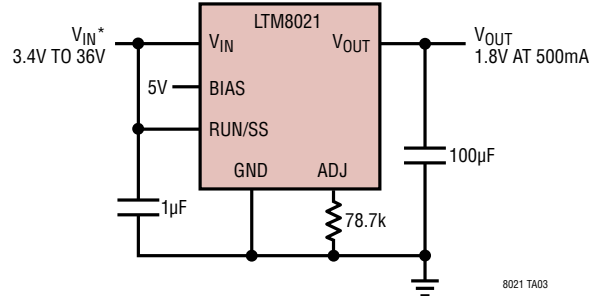 LTM8021
VIN*
3.4V TO 36V
VIN
VOUT
VOUT
1.8V AT 500mA
5V
BIAS
RUN/SS
GND
ADJ
1µF
78.7k
100µF
8021 TA03